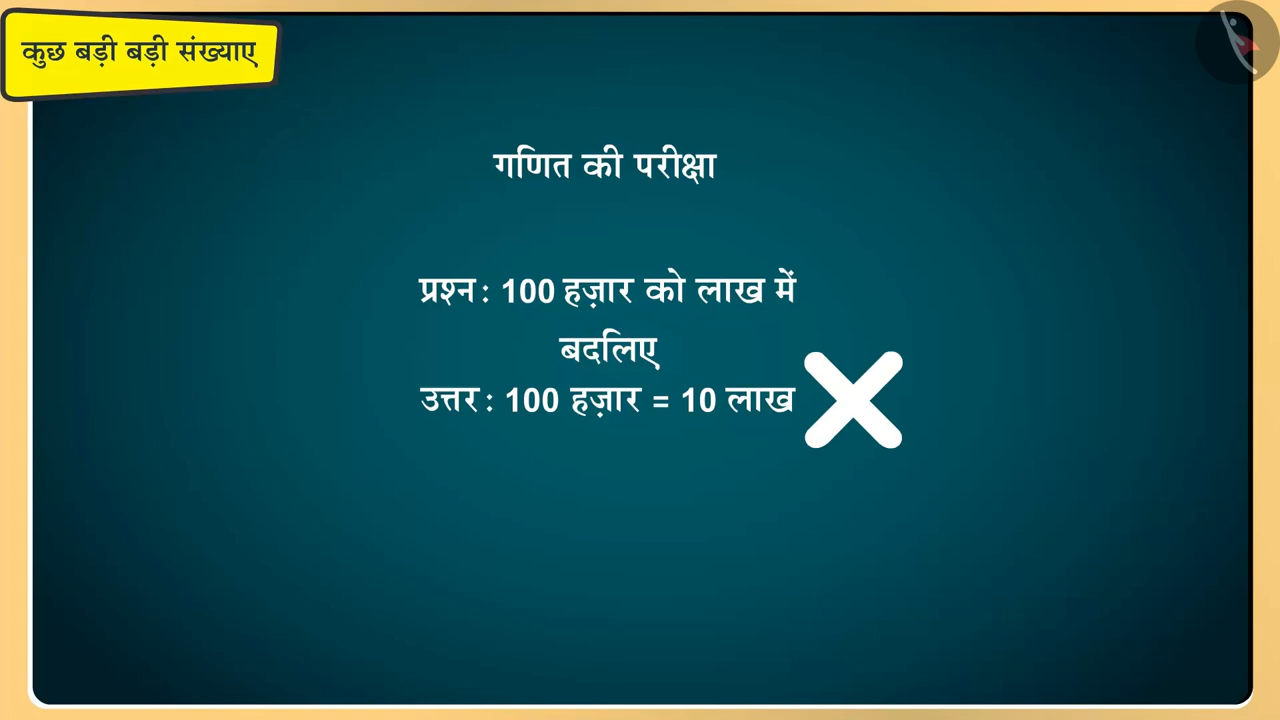 कुछ बड़ी बड़ी संख्याए
गणित की परीक्षा
प्रश्न: 100 हज़ार को लाख में
बदलिए
उत्तर: 100 हज़ार = 10 लाख